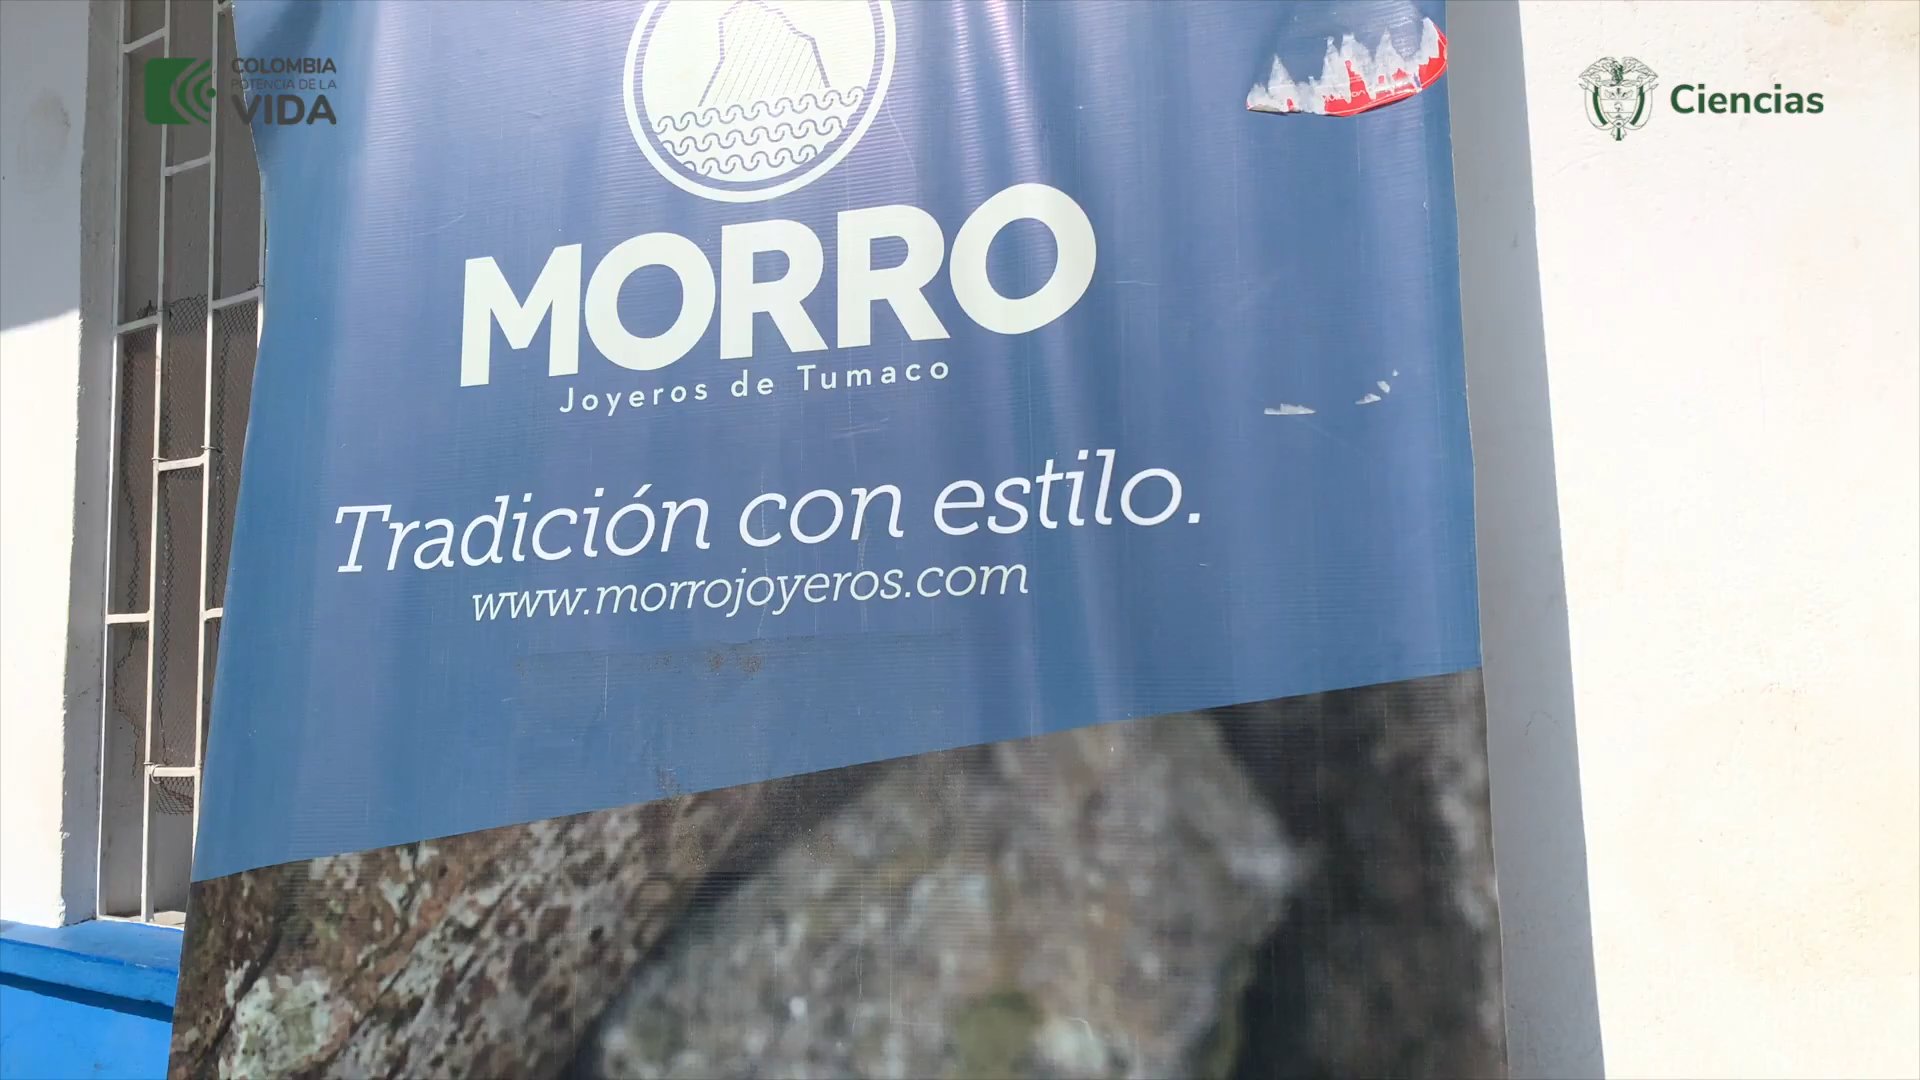 COLOMBIA
POTENCIA DE LA
VIDA
Ciencias
MORRO
Joyeros de Tumaco
Tradición con estilo.
www.morrojoyeros.com